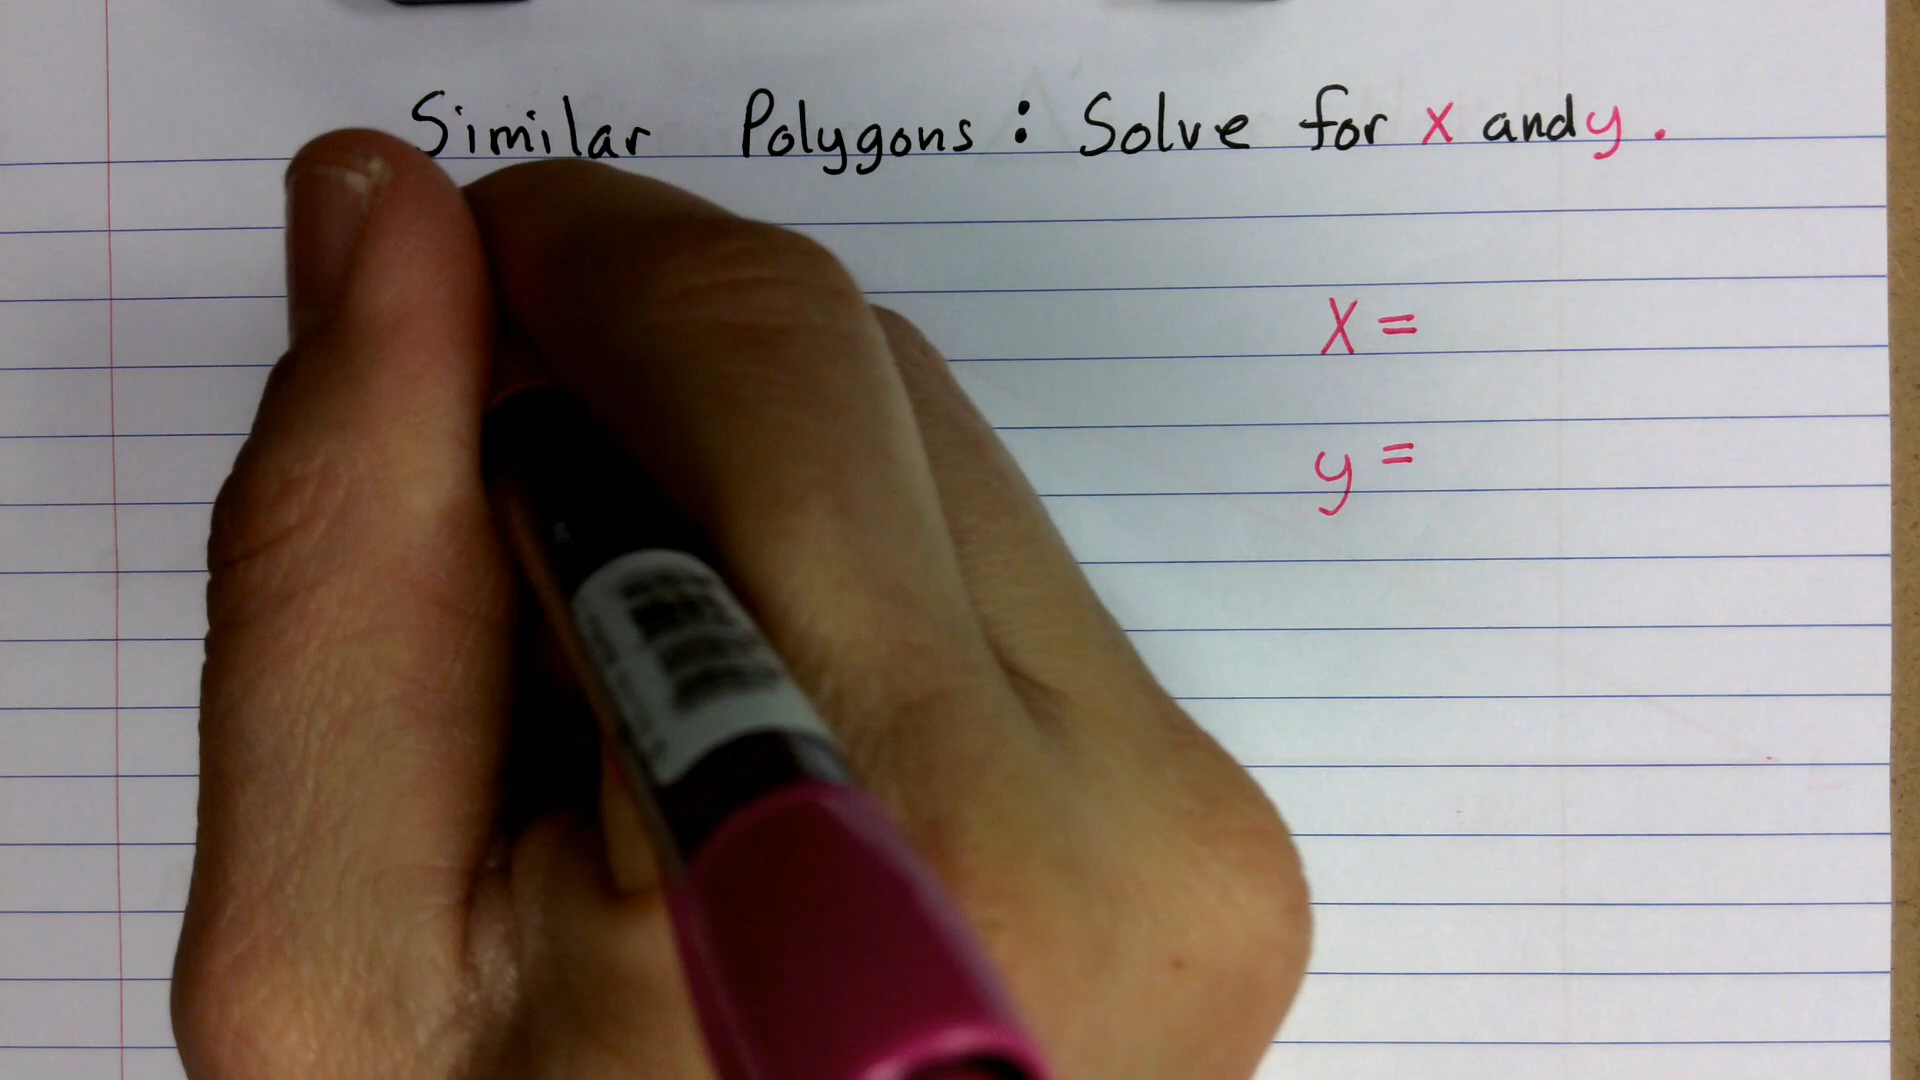 Similar Polygons: Solve for x and y.
x =
y =